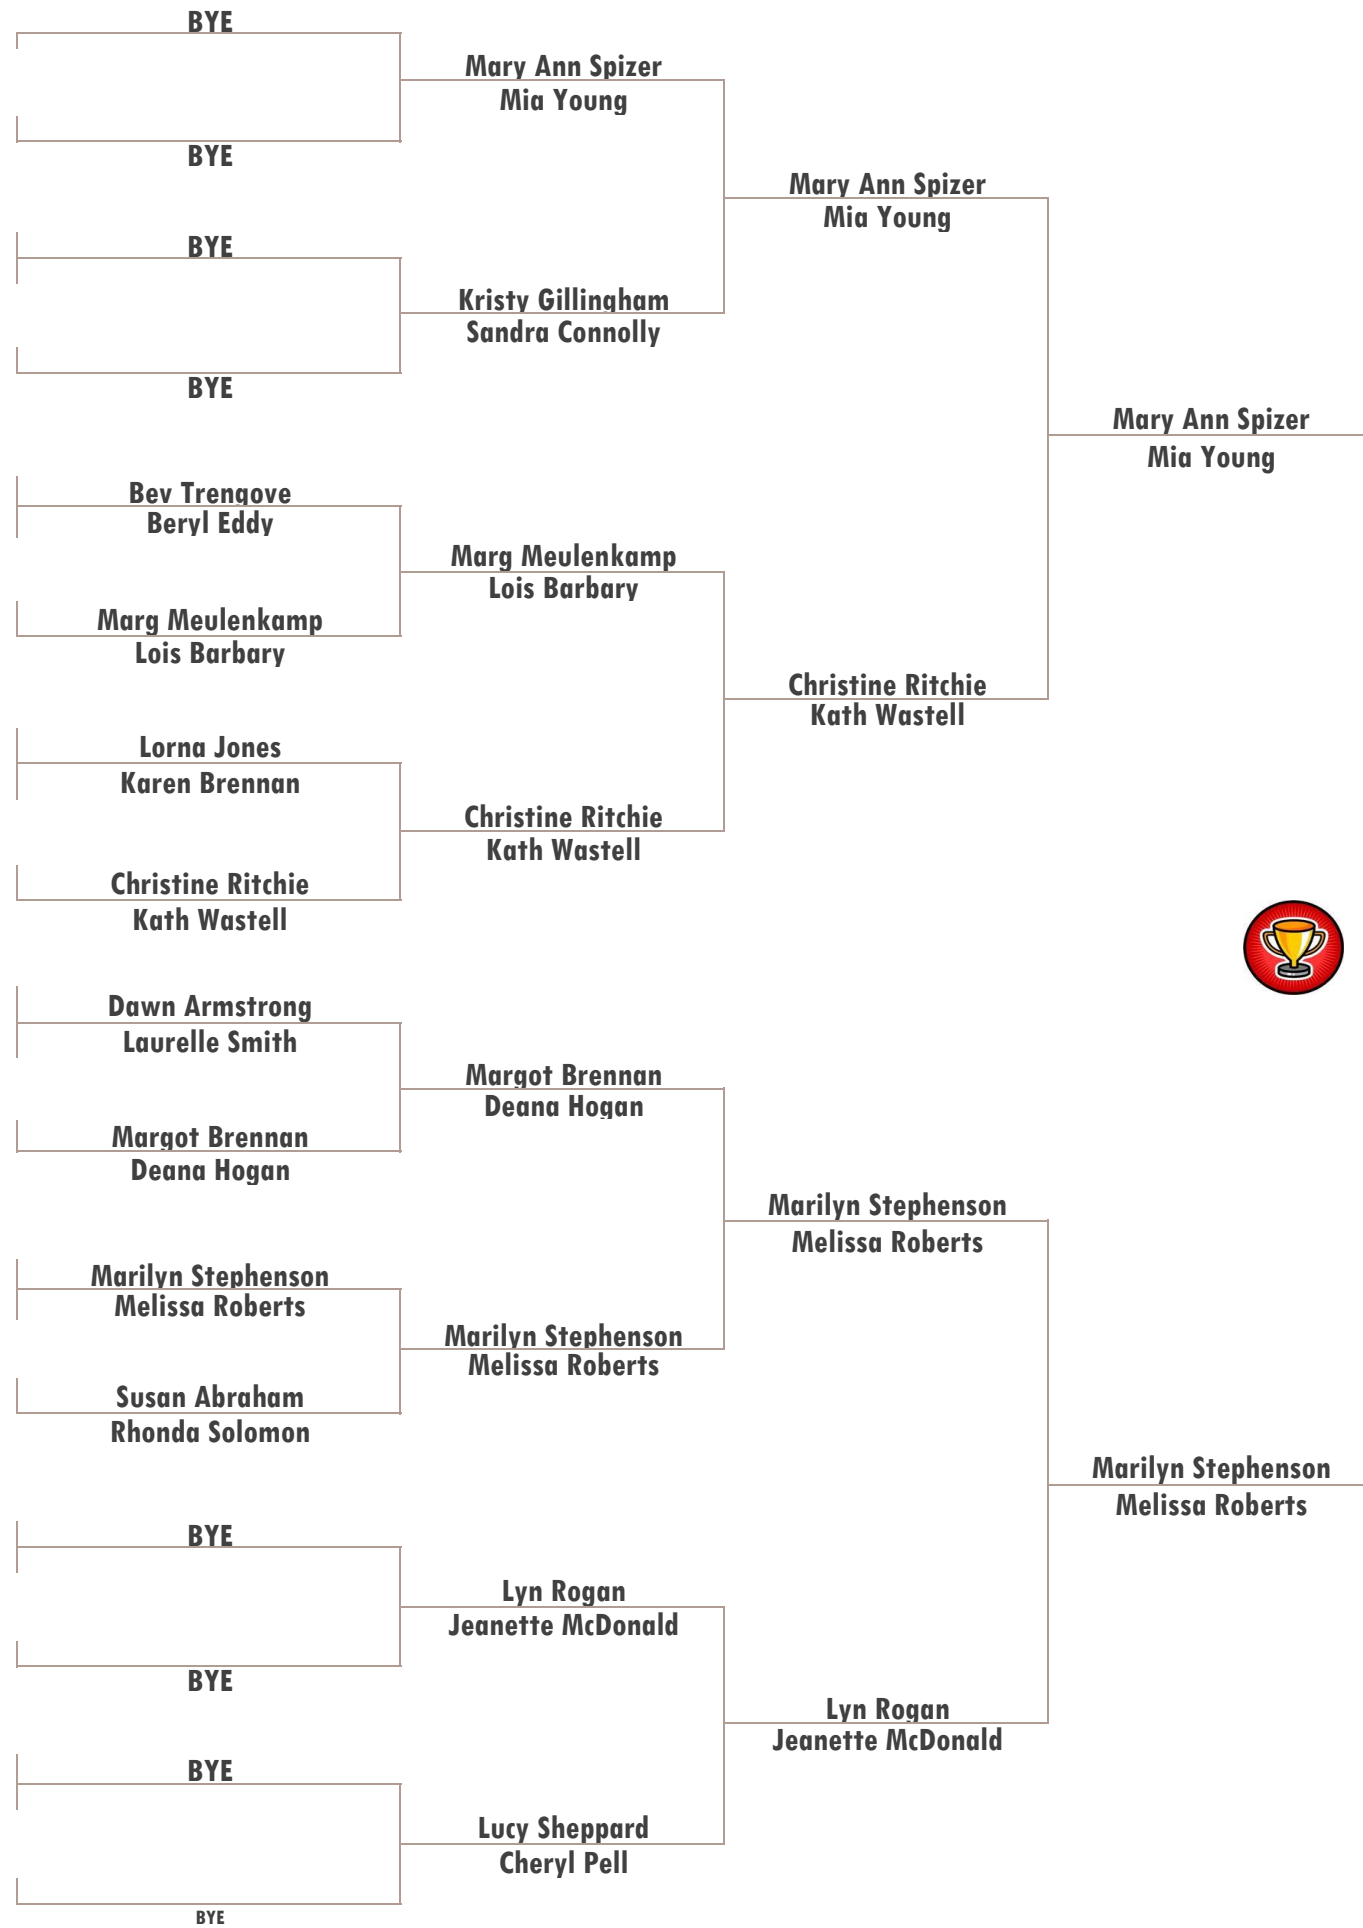 BYE
Mary Ann Spizer
Mia Young
BYE
Mary Ann Spizer
Mia Young
BYE
Kristy Gillingham
Sandra Connolly
BYE
Mary Ann Spizer
Mia Young
Bev Trengove
Beryl Eddy
Marg Meulenkamp
Lois Barbary
Marg Meulenkamp
Lois Barbary
Christine Ritchie
Kath Wastell
Lorna Jones
Karen Brennan
Christine Ritchie
Kath Wastell
Christine Ritchie
Kath Wastell
Dawn Armstrong
Laurelle Smith
Margot Brennan
Deana Hogan
Margot Brennan
Deana Hogan
Marilyn Stephenson
Melissa Roberts
Marilyn Stephenson
Melissa Roberts
Marilyn Stephenson
Melissa Roberts
Susan Abraham
Rhonda Solomon
Marilyn Stephenson
Melissa Roberts
BYE
Lyn Rogan
Jeanette McDonald
BYE
Lyn Rogan
Jeanette McDonald
BYE
Lucy Sheppard
Cheryl Pell
BYE